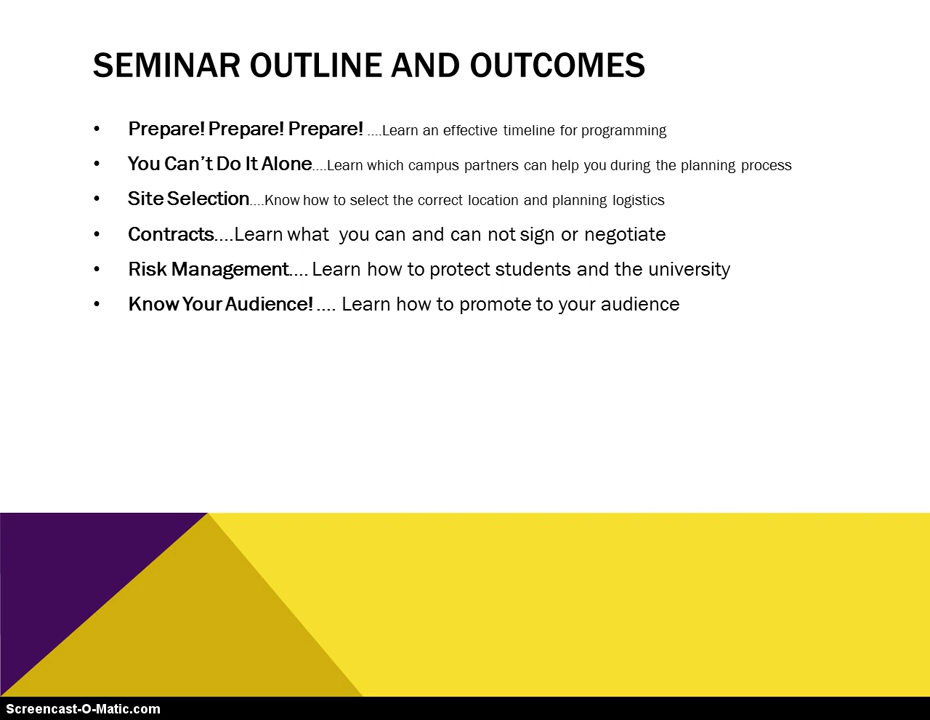 SEMINAR OUTLINE AND OUTCOMES
• Prepare! Prepare! Prepare! ....Learn an effective timeline for programming
• You Can't Do It Alone....Learn which campus partners can help you during the planning process
• Site Selection....Know how to select the correct location and planning logistics
• Contracts....Learn what  you can and can not sign or negotiate
• Risk Management.... Learn how to protect students and the university
• Know Your Audience! .... Learn how to promote to your audience
Screencast-O-Matic.com